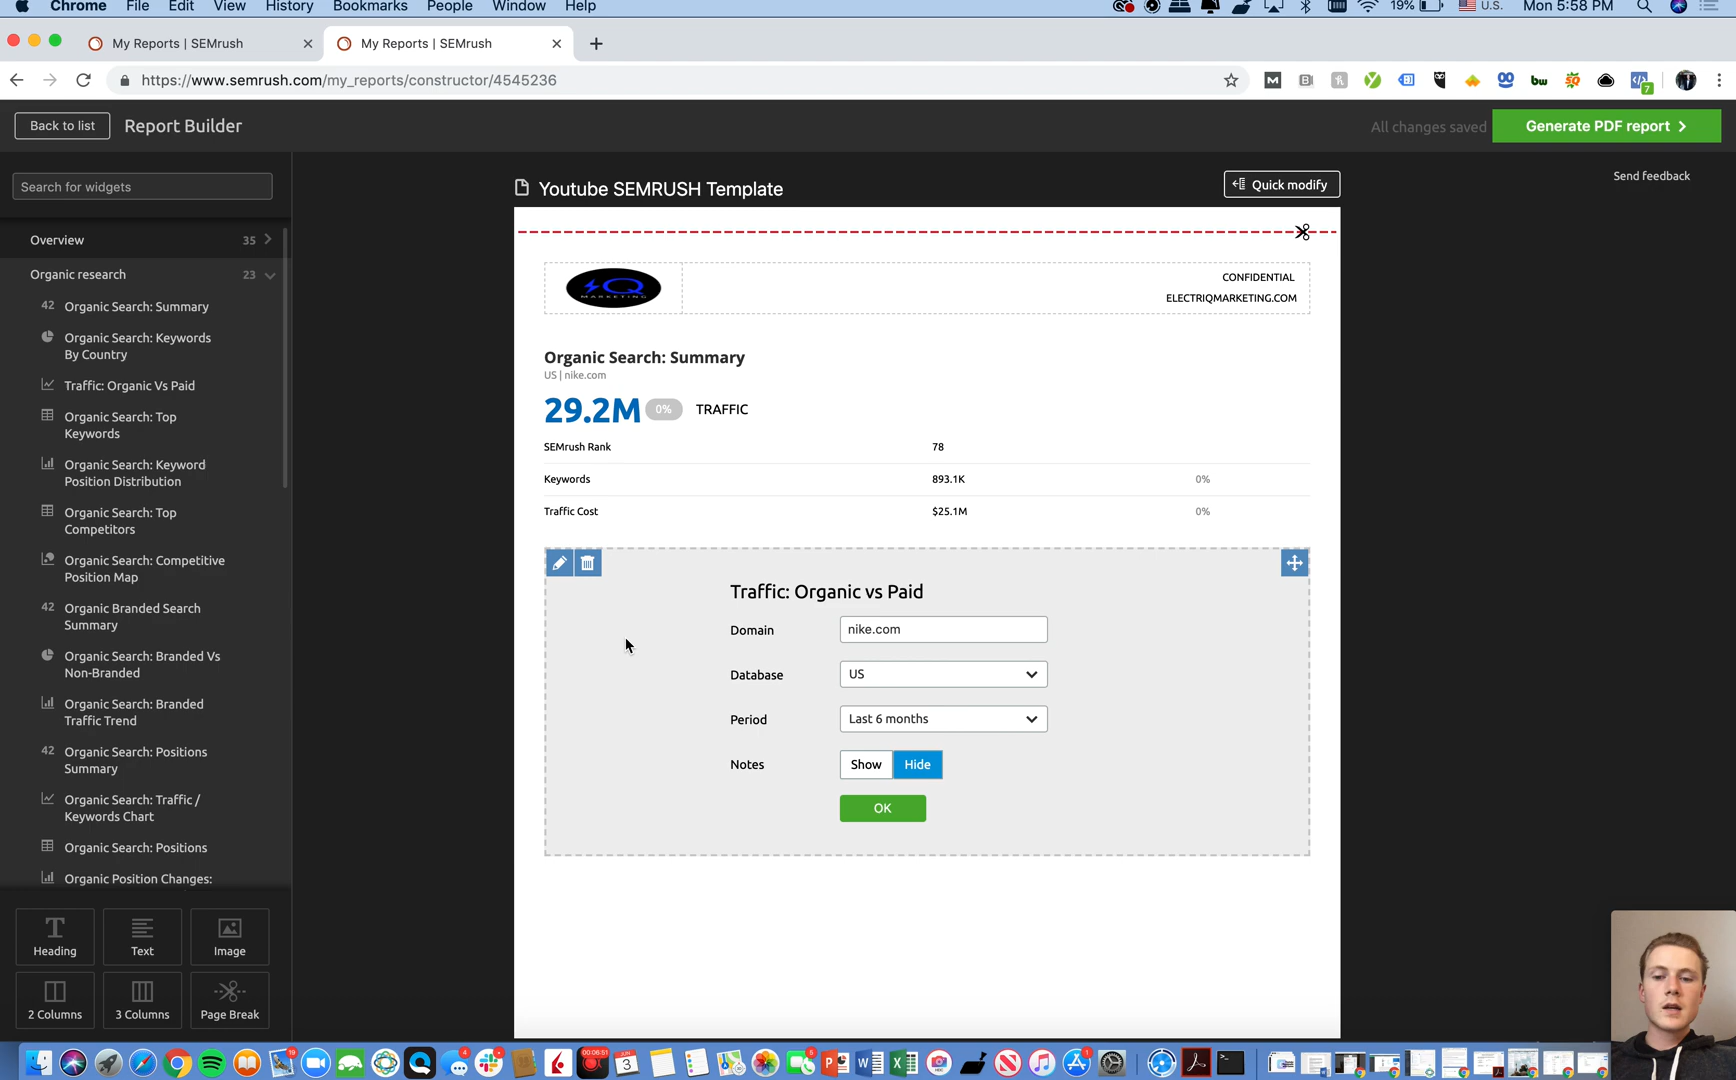 Chrome File Edit View History Bookmarks People Window Help 19% U.S. Mon 5:58 PM
My Reports | SEMrush
My Reports | SEMrush
https://www.semrush.com/my_reports/constructor/4545236
Back to list
Report Builder
All changes saved
Generate PDF report
Search for widgets
Send feedback
Overview 35
Organic research 23
42 Organic Search: Summary
Organic Search: Keywords
By Country
Traffic: Organic Vs Paid
Organic Search: Top
Keywords
Organic Search: Keyword
Position Distribution
Organic Search: Top
Competitors
Organic Search: Competitive
Position Map
42 Organic Branded Search
Summary
Organic Search: Branded Vs
Non-Branded
Organic Search: Branded
Traffic Trend
42 Organic Search: Positions
Summary
Organic Search: Traffic /
Keywords Chart
Organic Search: Positions
Organic Position Changes:
Heading
Text
Image
2 Columns
3 Columns
Page Break
Youtube SEMRUSH Template
Quick modify
Q
MARKETING
CONFIDENTIAL
ELECTRIQMARKETING.COM
Organic Search: Summary
US | nike.com
29.2M 0% TRAFFIC
SEMrush Rank 78
Keywords 893.1K 0%
Traffic Cost $25.1M 0%
Traffic: Organic vs Paid
Domain nike.com
Database US
Period Last 6 months
Notes Show Hide
OK